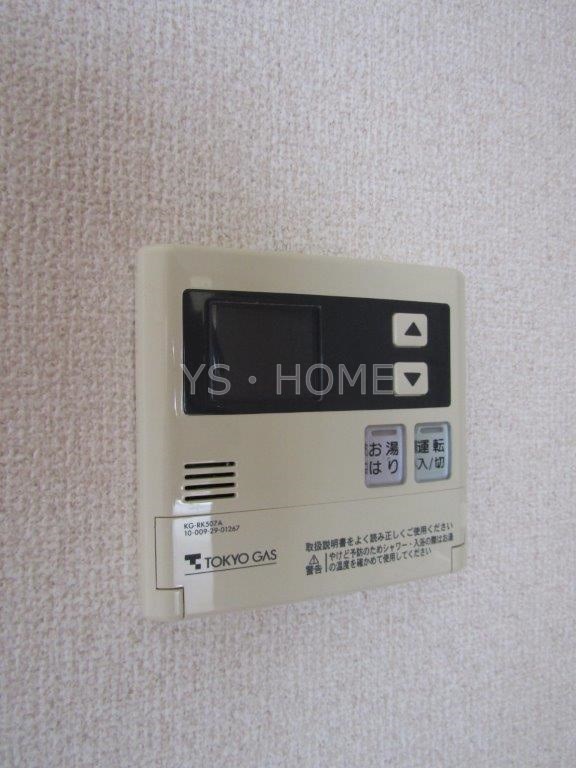 ▲
YS・HOME
▼
お湯はり
運転入/切
KG-RK507A
10-009-29-01267
TOKYO GAS
取扱説明書をよく読み正しくご使用ください
⚠警告 やけど予防のためシャワー・入浴の際はお湯
の温度を確かめて使用してください